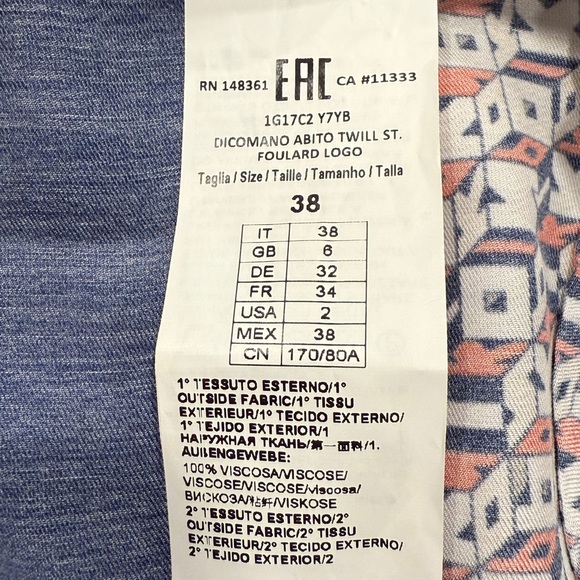 RN 148361 EAC CA #11333
1G17C2 Y7YB
DICOMANO ABITO TWILL ST.
FOULARD LOGO
Taglia / Size / Taille / Tamanho / Talla
38
IT 38
GB 6
DE 32
FR 34
USA 2
MEX 38
CN 170/80A
1° TESSUTO ESTERNO/1°
OUTSIDE FABRIC/1° TISSU
EXTERIEUR/1° TECIDO EXTERNO/
1° TEJIDO EXTERIOR/1
НАРУЖНАЯ ТКАНЬ/第一面料/1.
AUßENGEWEBE:
100% VISCOSA/VISCOSE/
VISCOSE/VISCOSE/viscosa/
ВИСКОЗА/粘纤/VISKOSE
2° TESSUTO ESTERNO/2°
OUTSIDE FABRIC/2° TISSU
EXTERIEUR/2° TECIDO EXTERNO/
2° TEJIDO EXTERIOR/2